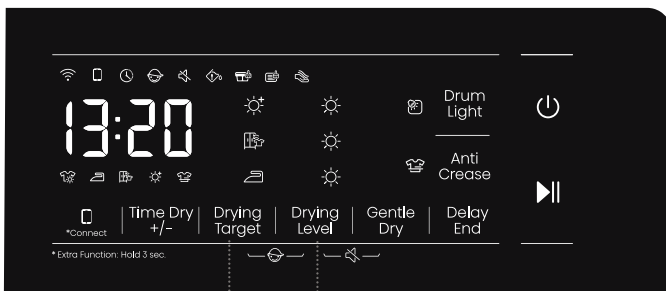 13:20
Drum
Light
Anti
Crease
*Connect
Time Dry
+/-
Drying
Target
Drying
Level
Gentle
Dry
Delay
End
* Extra Function: Hold 3 sec.